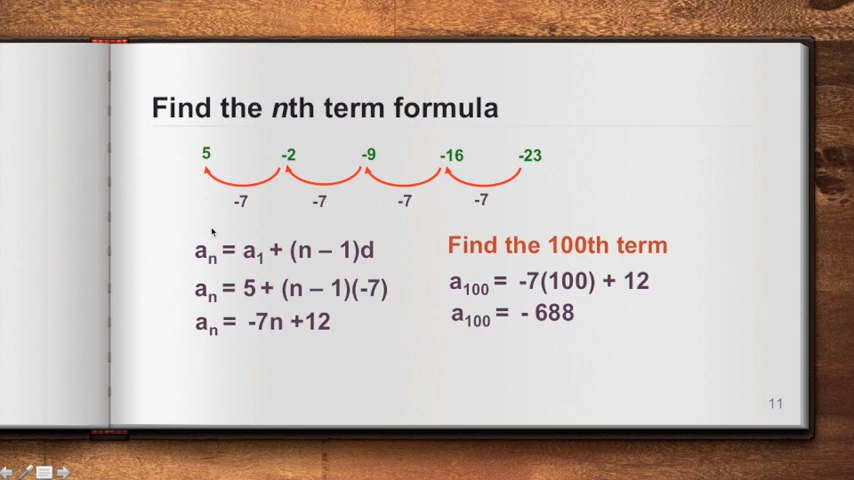 Find the nth term formula
5 -2 -9 -16 -23
-7 -7 -7 -7
aₙ = a₁ + (n – 1)d
aₙ = 5 + (n – 1)(-7)
aₙ = -7n +12
Find the 100th term
a₁₀₀ = -7(100) + 12
a₁₀₀ = - 688
11